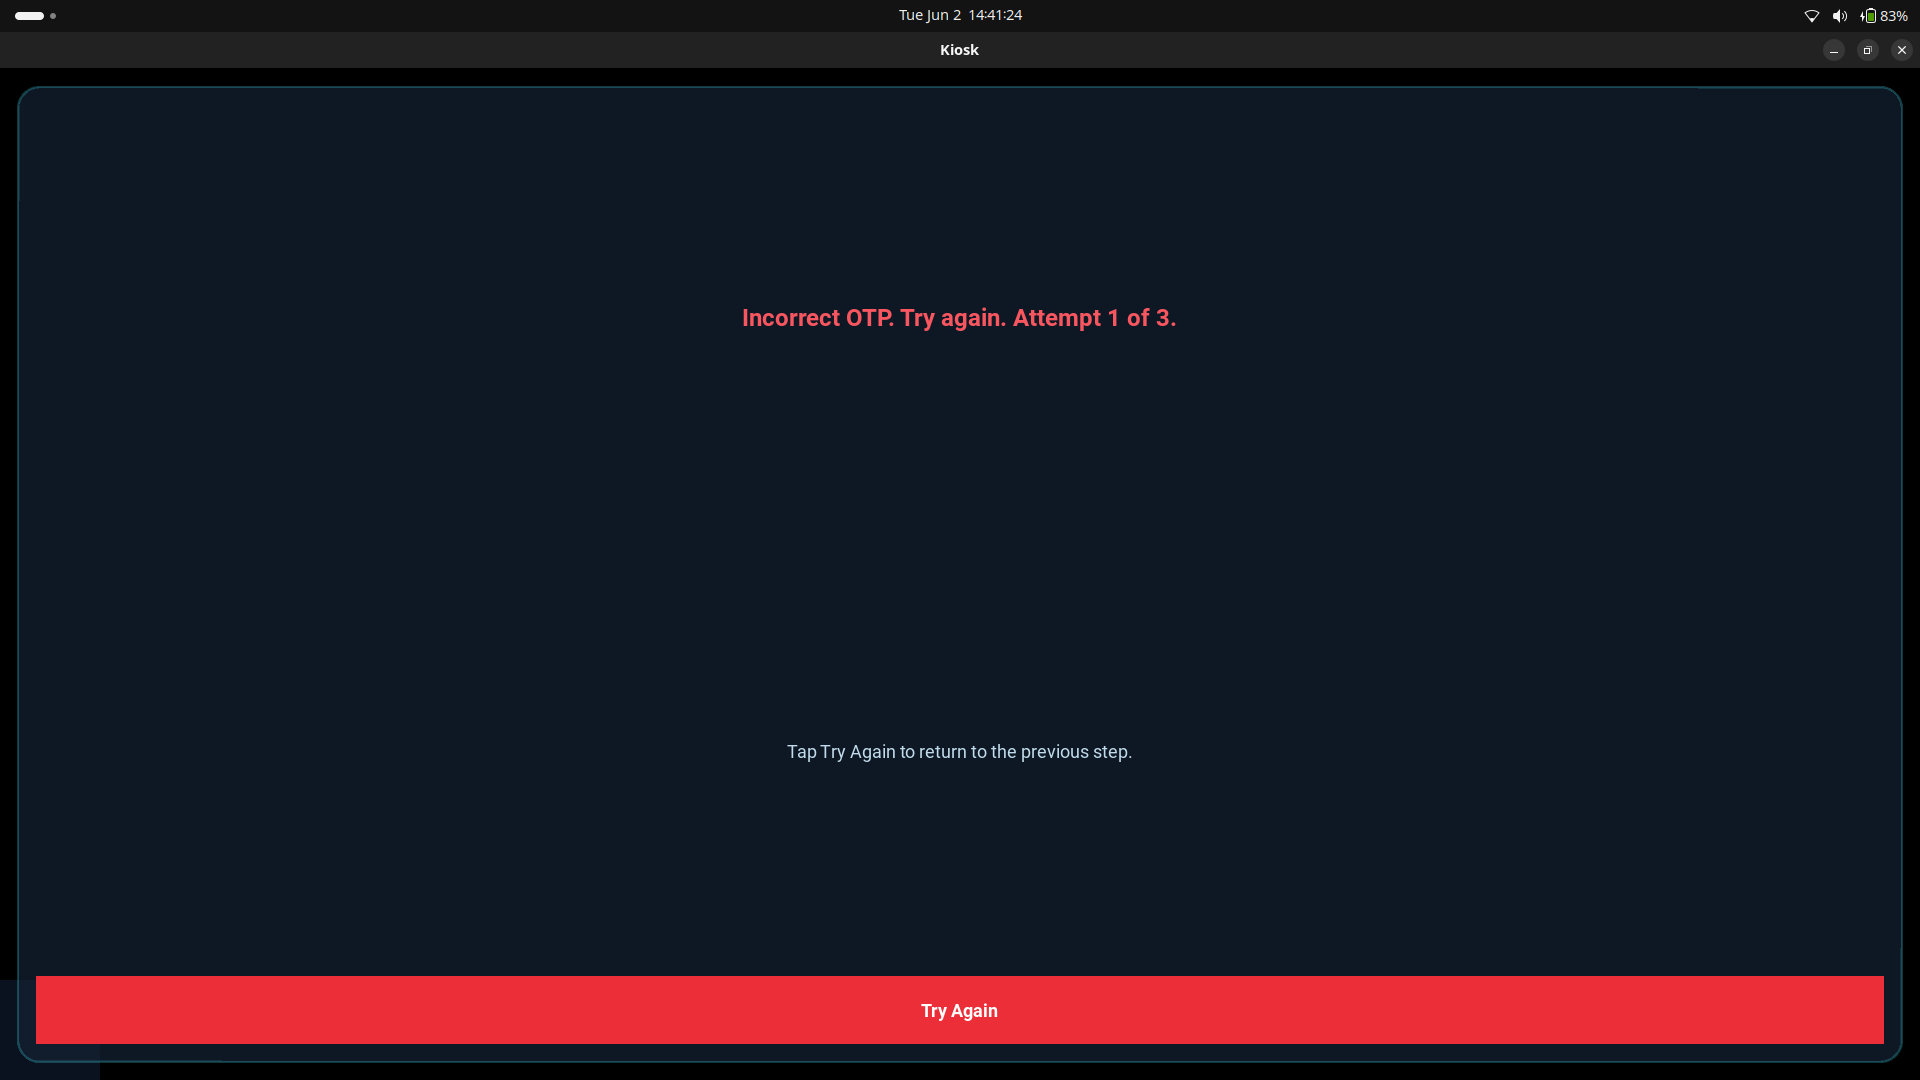 Tue Jun 2 14:41:24
83%
Kiosk
Incorrect OTP. Try again. Attempt 1 of 3.
Tap Try Again to return to the previous step.
Try Again